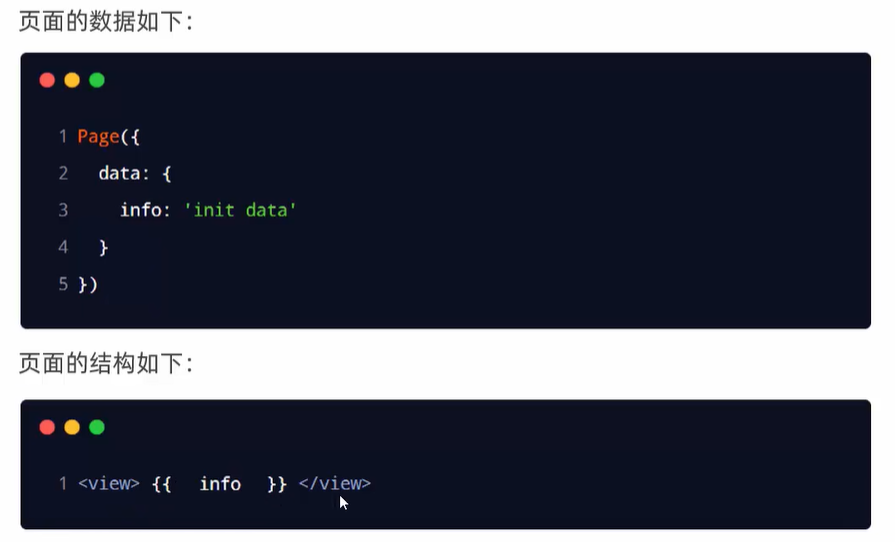 页面的数据如下：
1 Page({
2   data: {
3     info: 'init data'
4   }
5 })
页面的结构如下：
1 <view> {{  info  }} </view>